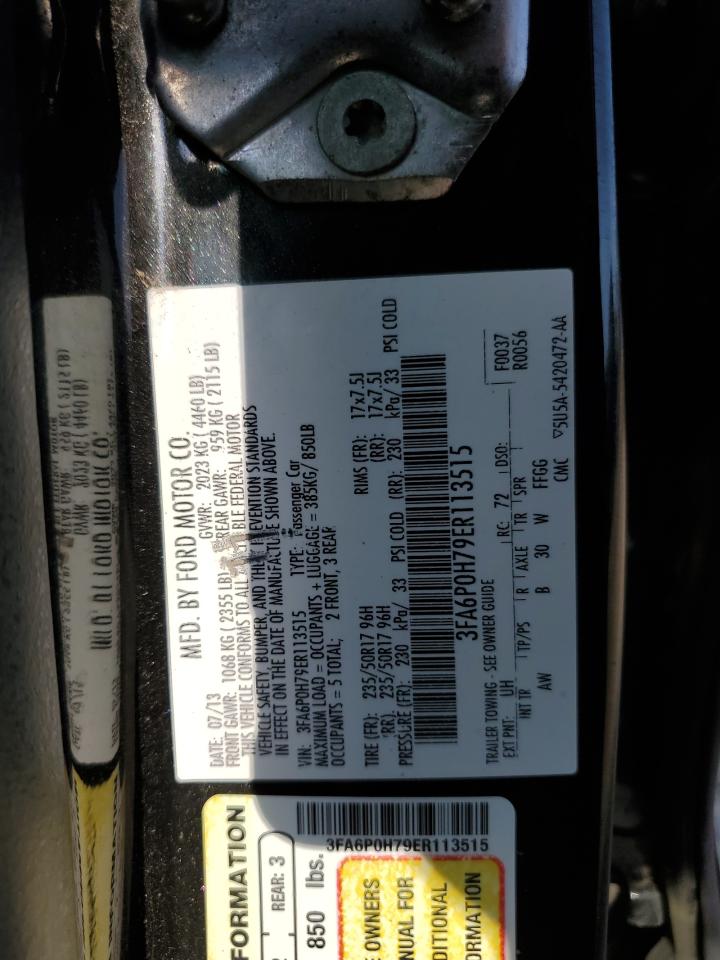 MFD. BY FORD MOTOR CO.
DATE: 07/13 GVWR: 2023 KG ( 4460 LB)
FRONT GAWR: 1068 KG ( 2355 LB) REAR GAWR: 959 KG ( 2115 LB)
THIS VEHICLE CONFORMS TO ALL FEDERAL MOTOR
VEHICLE SAFETY, BUMPER, AND THEFT PREVENTION STANDARDS
IN EFFECT ON THE DATE OF MANUFACTURE SHOWN ABOVE.
VIN: 3FA6P0H79ER113515 TYPE: Passenger Car
MAXIMUM LOAD = OCCUPANTS + LUGGAGE = 385KG/ 850LB
OCCUPANTS = 5 TOTAL; 2 FRONT, 3 REAR
TIRE (FR): 235/50R17 96H RIMS (FR): 17x7.5J
(RR): 235/50R17 96H (RR): 17x7.5J
PRESSURE (FR): 230 kPa/ 33 PSI COLD (RR): 230 kPa/ 33 PSI COLD
3FA6P0H79ER113515
F0037
R0056
TRAILER TOWING - SEE OWNER GUIDE
EXT PNT: UH RC: 72 DSO:
INT TR TP/PS R AXLE TR SPR
AW B 30 W FFGG
CMC ▽5U5A-5420472-AA
3FA6P0H79ER113515
FORMATION
REAR: 3
850 lbs.
OWNERS
NUAL FOR
DITIONAL
ORMATION